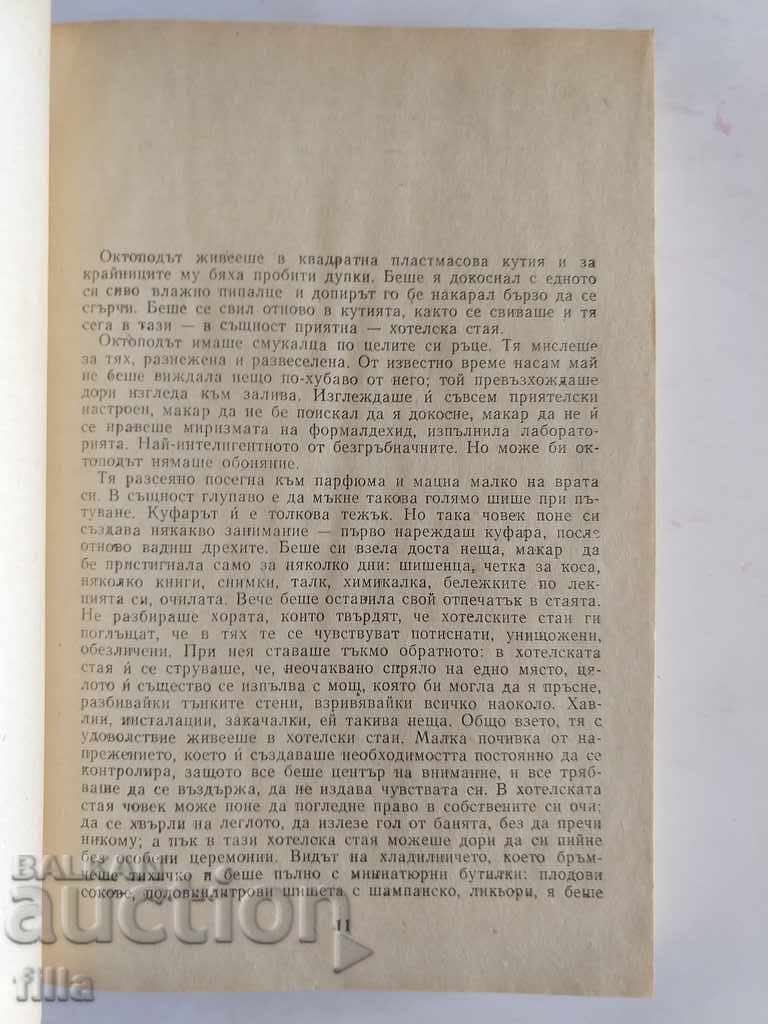 Октоподът живееше в квадратна пластмасова кутия и за
крайниците му бяха пробити дупки. Беше я докоснал с едното
си сиво влажно пипалце и допирът го бе накарал бързо да се
сгърчи. Беше се свил отново в кутията, както се свиваше и тя
сега в тази — в същност приятна — хотелска стая.
Октоподът имаше смукалца по целите си ръце. Тя мислеше
за тях, разнежена и развеселена. От известно време насам май
не беше виждала нещо по-хубаво от него; той превъзхождаше
дори изгледа към залива. Изглеждаше ѝ съвсем приятелски
настроен, макар да не бе поискал да я докосне, макар да не ѝ
се нравеше миризмата на формалдехид, изпълнила лаборато-
рията. Най-интелигентното от безгръбначните. Но може би ок-
топодът нямаше обоняние.
Тя разсеяно посегна към парфюма и мацна малко на врата
си. В същност глупаво е да мъкне такова голямо шише при пъ-
туване. Куфарът ѝ е толкова тежък. Но така човек поне си
създава някакво занимание — първо нареждаш куфара, после
отново вадиш дрехите. Беше си взела доста неща, макар да
бе пристигнала само за няколко дни: шишенца, четка за коса,
няколко книги, снимки, талк, химикалка, бележките по лек-
цията си, очилата. Вече беше оставила свой отпечатък в стаята.
Не разбираше хората, които твърдят, че хотелските стаи ги
поглъщат, че в тях те се чувствуват потиснати, унищожени,
обезличени. При нея ставаше тъкмо обратното: в хотелската
стая ѝ се струваше, че, неочаквано спряло на едно място, ця-
лото ѝ същество се изпълва с мощ, която би могла да я пръсне,
разбивайки тънките стени, взривявайки всичко наоколо. Хав-
лии, инсталации, закачалки, ей такива неща. Общо взето, тя с
удоволствие живееше в хотелски стаи. Малка почивка от на-
прежението, което ѝ създаваше необходимостта постоянно да се
контролира, защото все беше център на внимание, и все тряб-
ваше да се въздържа, да не издава чувствата си. В хотелската
стая човек може поне да погледне право в собствените си очи;
да се хвърли на леглото, да излезе гол от банята, без да пречи
никому; а пък в тази хотелска стая можеше дори да си пийне
без особени церемонии. Видът на хладилничето, което бръм-
чеше тихичко и беше пълно с миниатюрни бутилки: плодови
сокове, половинлитрови шишета с шампанско, ликьори, я беше
11
BALKAN
auction
filla